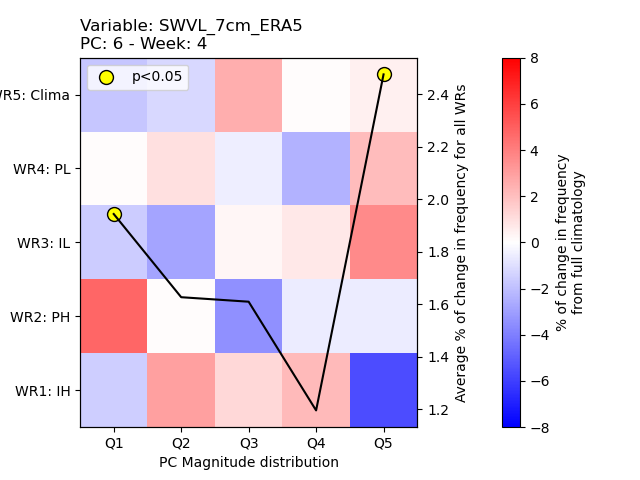 Variable: SWVL_7cm_ERA5
PC: 6 - Week: 4
p<0.05
WR5: Clima
WR4: PL
WR3: IL
WR2: PH
WR1: IH
Q1 Q2 Q3 Q4 Q5
PC Magnitude distribution
2.4
2.2
2.0
1.8
1.6
1.4
1.2
Average % of change in frequency for all WRs
8
6
4
2
0
−2
−4
−6
−8
% of change in frequency
from full climatology